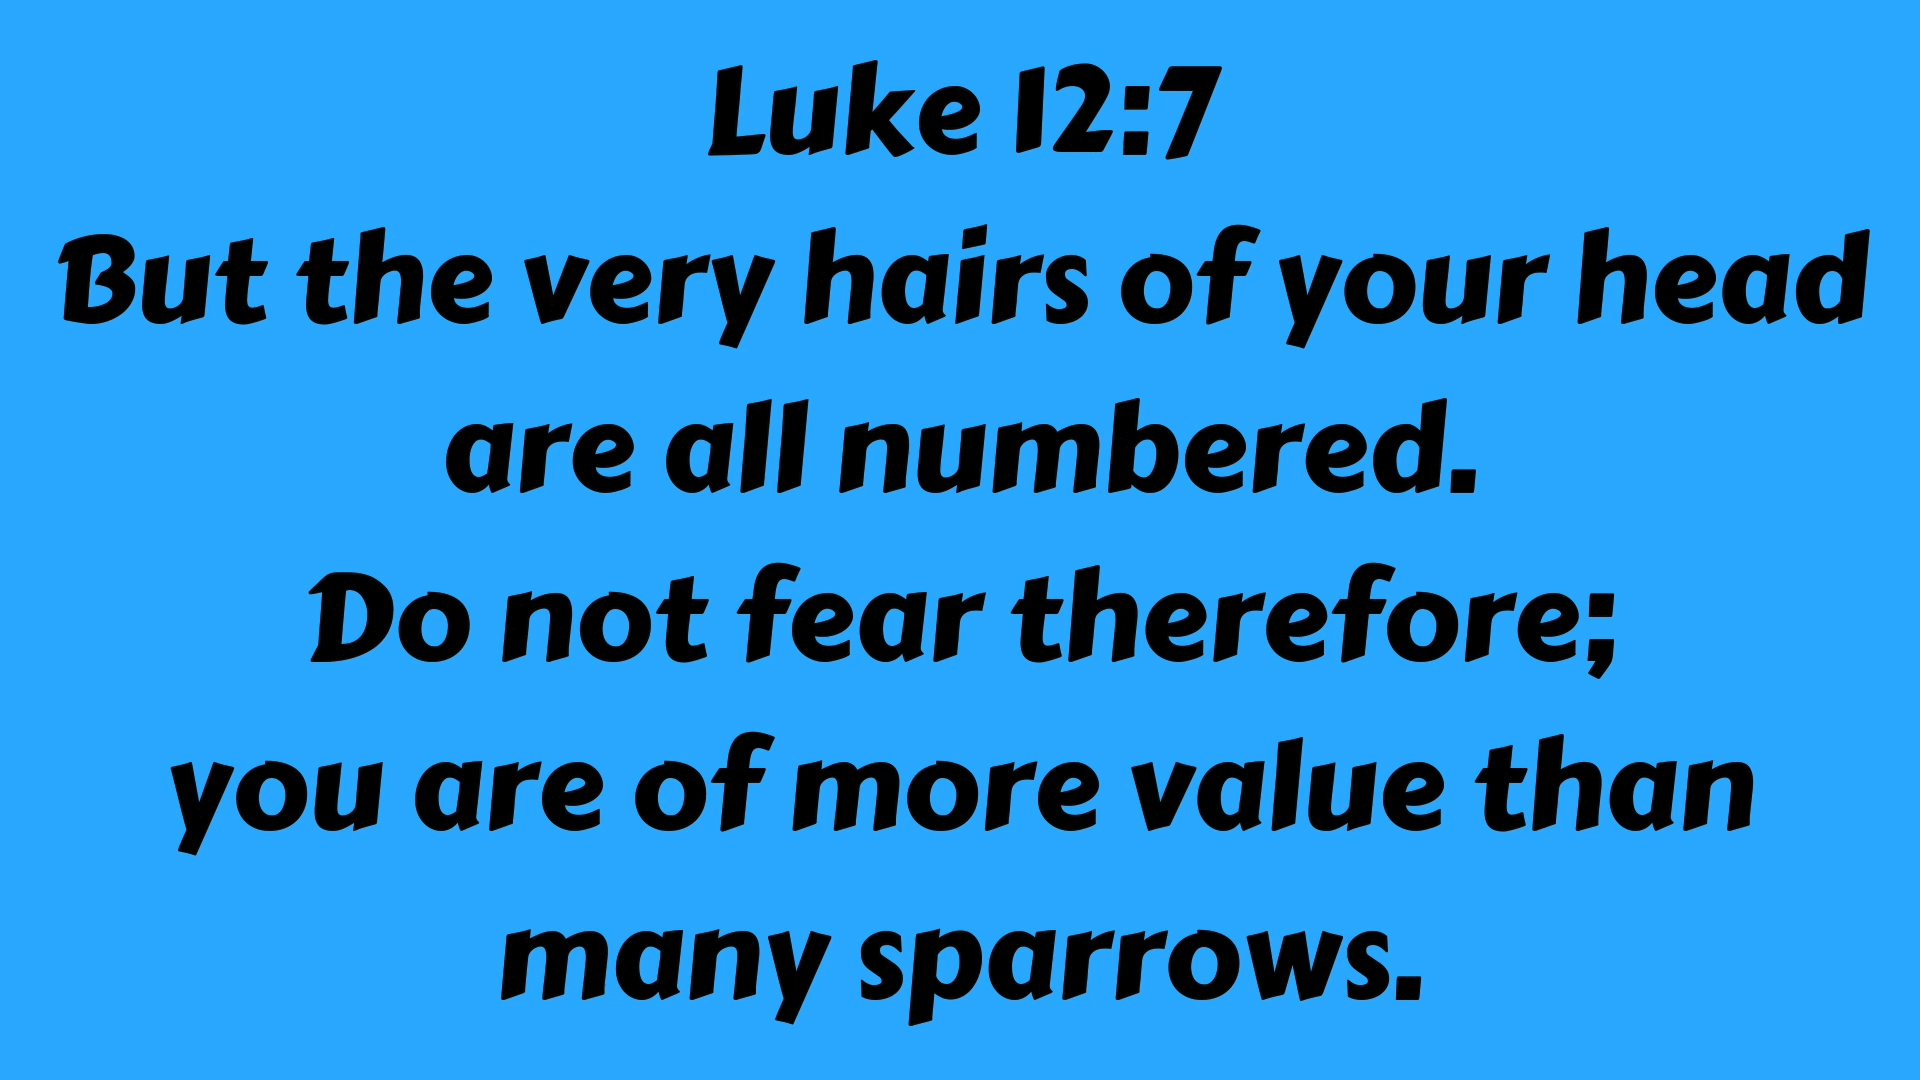 Luke 12:7
But the very hairs of your head
are all numbered.
Do not fear therefore;
you are of more value than
many sparrows.